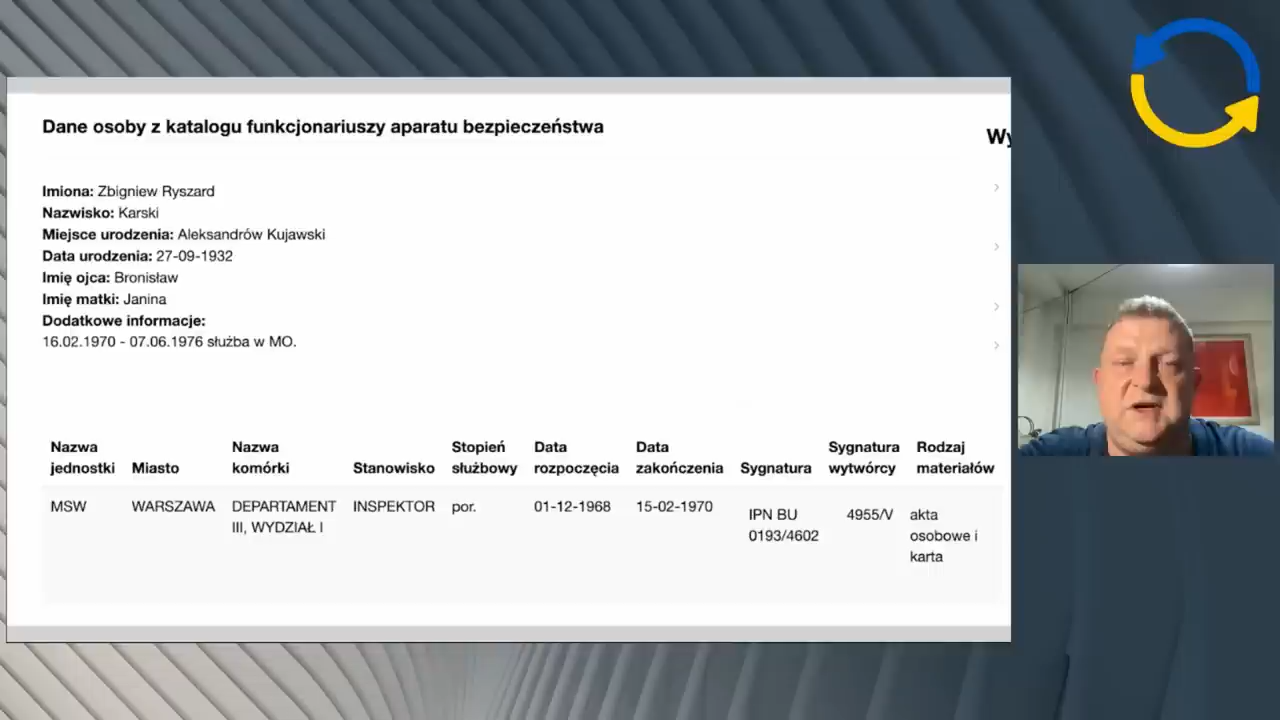 Dane osoby z katalogu funkcjonariuszy aparatu bezpieczeństwa
Wy
Imiona: Zbigniew Ryszard
Nazwisko: Karski
Miejsce urodzenia: Aleksandrów Kujawski
Data urodzenia: 27-09-1932
Imię ojca: Bronisław
Imię matki: Janina
Dodatkowe informacje:
16.02.1970 - 07.06.1976 służba w MO.
Nazwa jednostki
Miasto
Nazwa komórki
Stanowisko
Stopień służbowy
Data rozpoczęcia
Data zakończenia
Sygnatura
Sygnatura wytwórcy
Rodzaj materiałów
MSW
WARSZAWA
DEPARTAMENT III, WYDZIAŁ I
INSPEKTOR
por.
01-12-1968
15-02-1970
IPN BU 0193/4602
4955/V
akta osobowe i karta